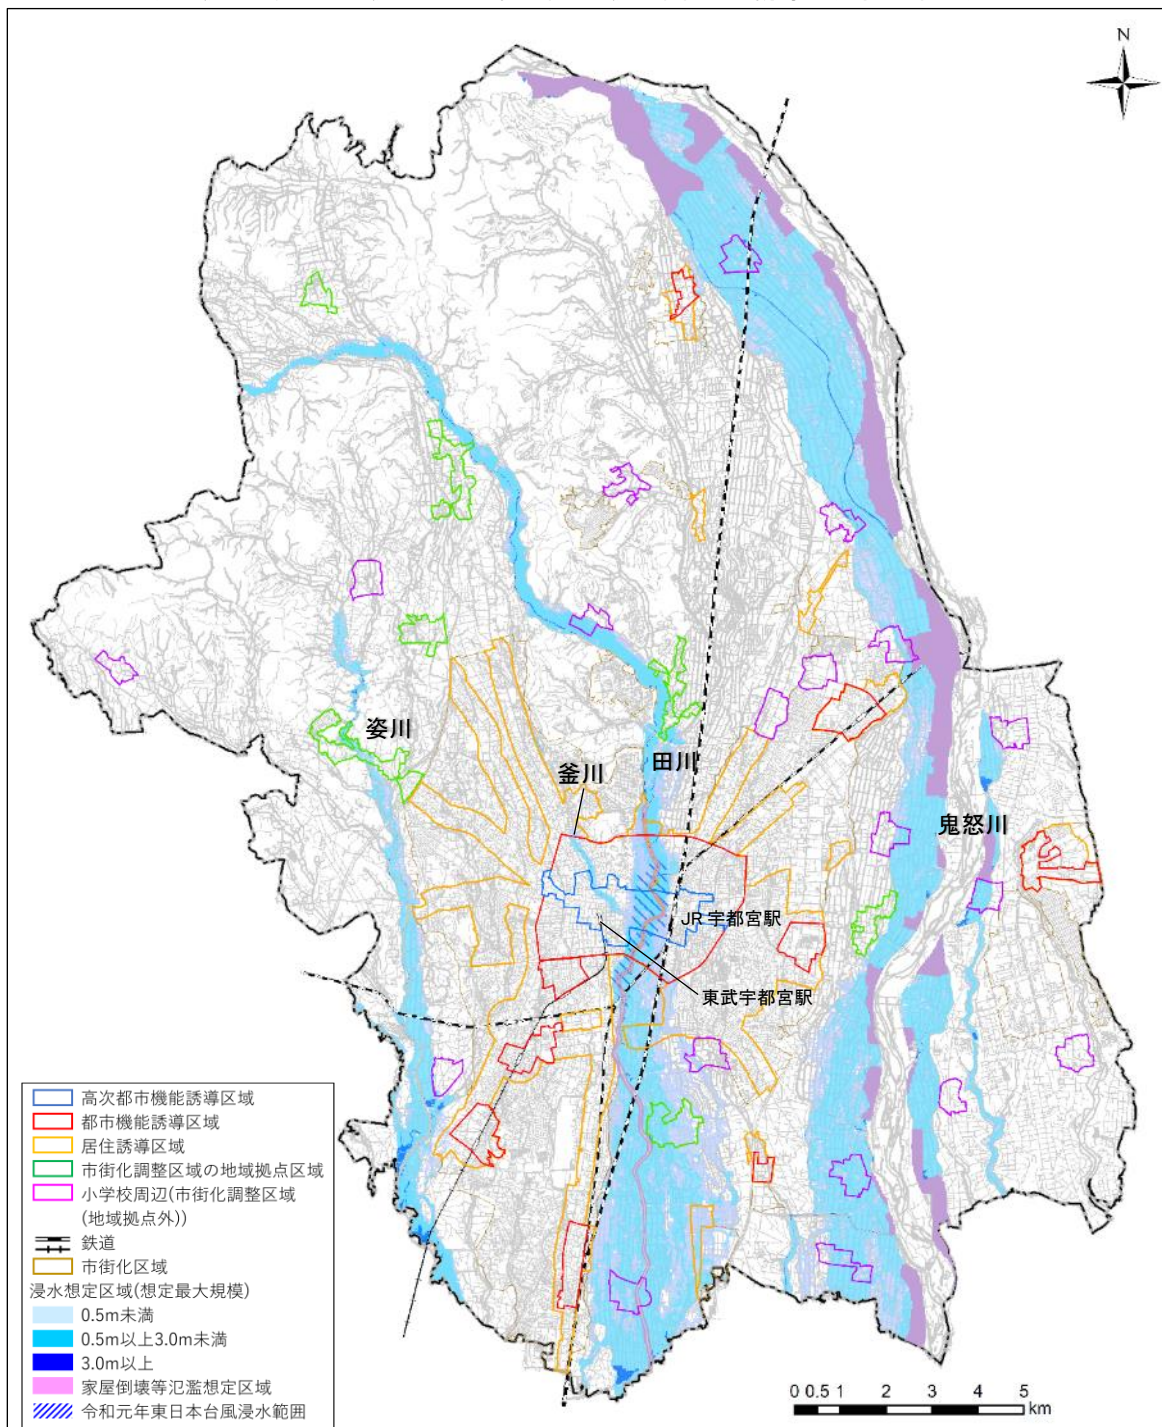 N
姿川
釜川
田川
鬼怒川
JR 宇都宮駅
東武宇都宮駅
高次都市機能誘導区域
都市機能誘導区域
居住誘導区域
市街化調整区域の地域拠点区域
小学校周辺(市街化調整区域
(地域拠点外))
鉄道
市街化区域
浸水想定区域(想定最大規模)
0.5m未満
0.5m以上3.0m未満
3.0m以上
家屋倒壊等氾濫想定区域
令和元年東日本台風浸水範囲
0 0.5 1 2 3 4 5
km